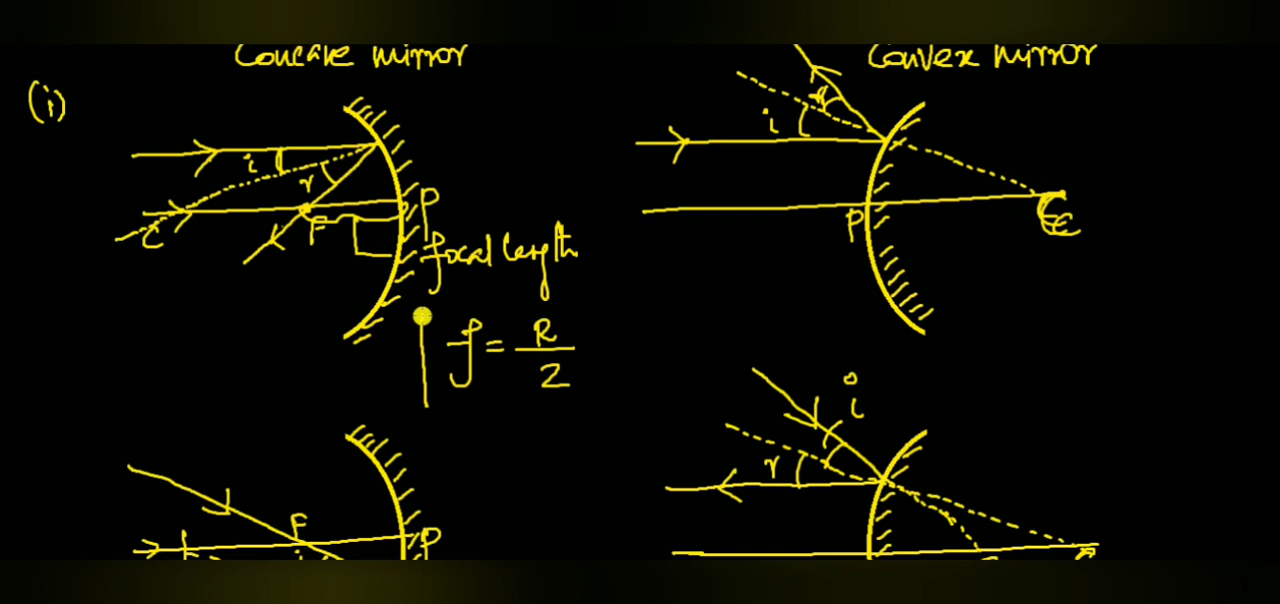 Concave mirror
Convex mirror
(i)
i
r
C
F
P
focal length
f = R/2
i
P
C
F
P
i
r